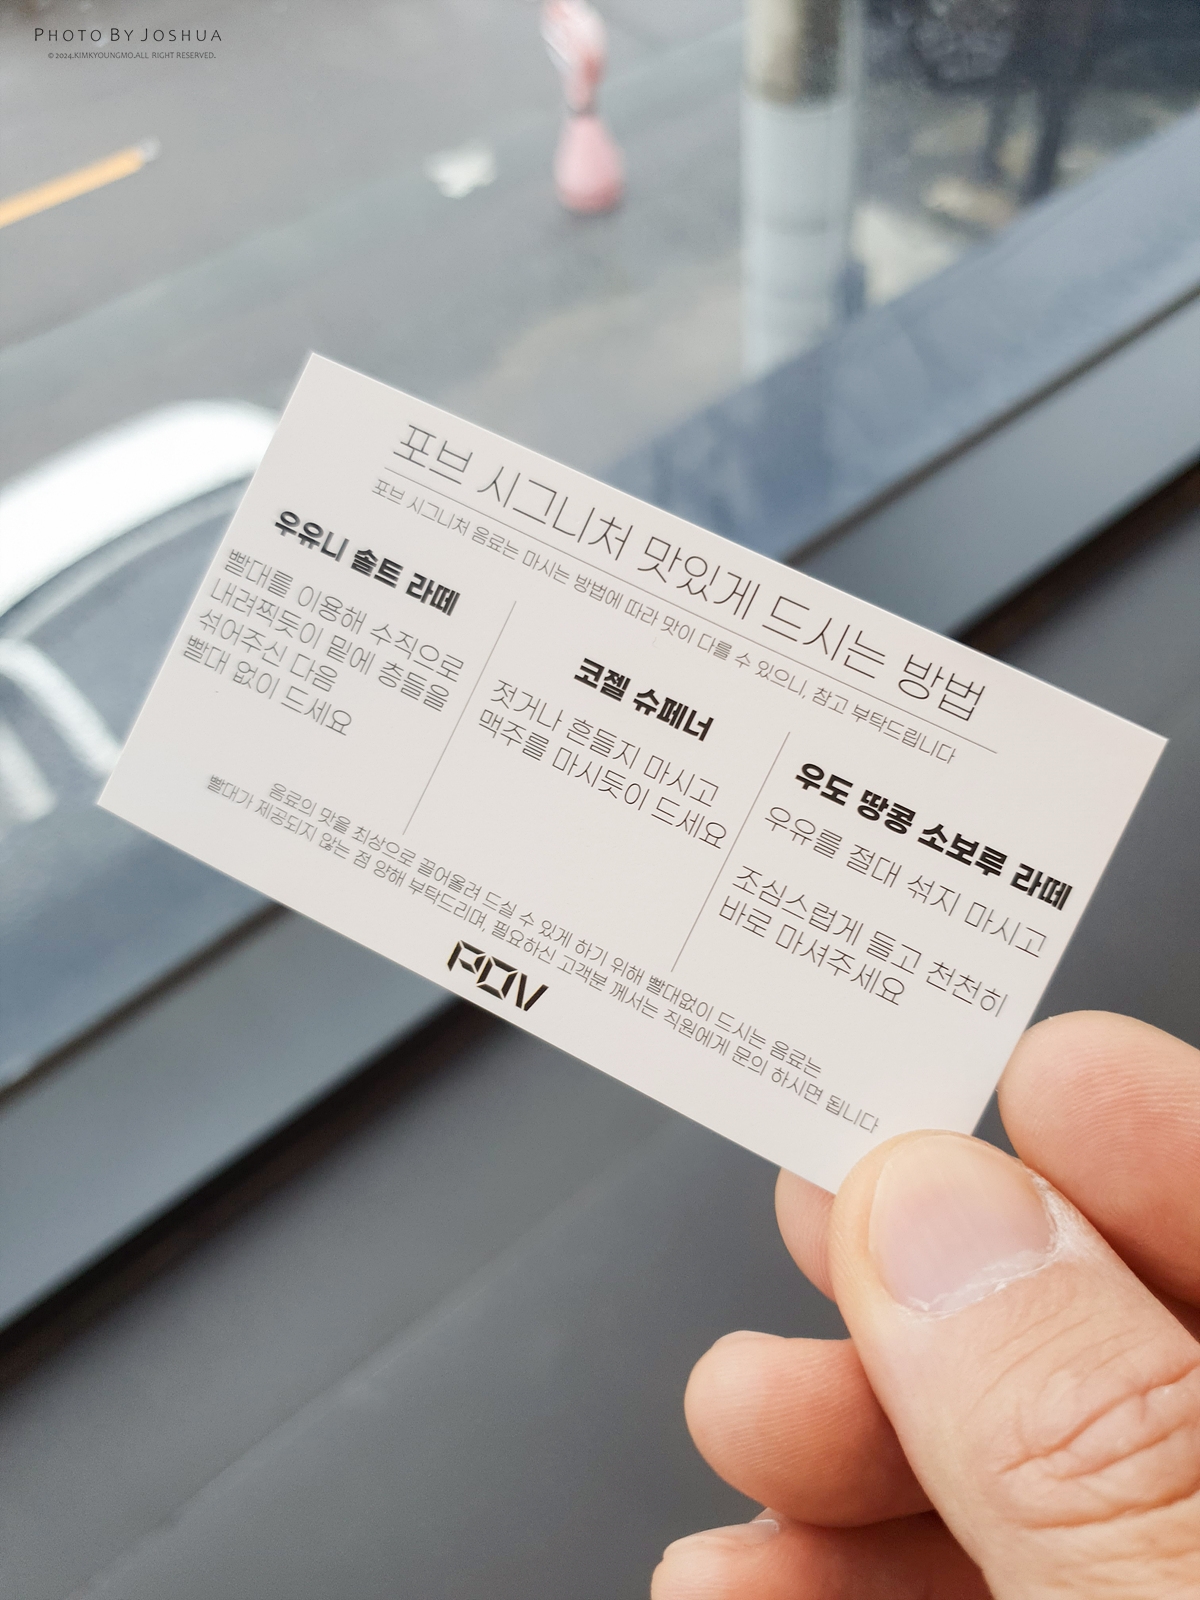 PHOTO BY JOSHUA
©2024.KIMKYOUNGMO.ALL RIGHT RESERVED.
포브 시그니처 맛있게 드시는 방법
포브 시그니처 음료는 마시는 방법에 따라 맛이 다를 수 있으니, 참고 부탁드립니다
우유니 솔트 라떼
빨대를 이용해 수직으로
내려찍듯이 밑에 층들을
섞어주신 다음
빨대 없이 드세요
코젤 슈페너
젓거나 흔들지 마시고
맥주를 마시듯이 드세요
우도 땅콩 소보루 라떼
우유를 절대 섞지 마시고
조심스럽게 들고 천천히
바로 마셔주세요
음료의 맛을 최상으로 끌어올려 드실 수 있게 하기 위해 빨대없이 드시는 음료는
빨대가 제공되지 않는 점 양해 부탁드리며, 필요하신 고객분 께서는 직원에게 문의 하시면 됩니다
POV